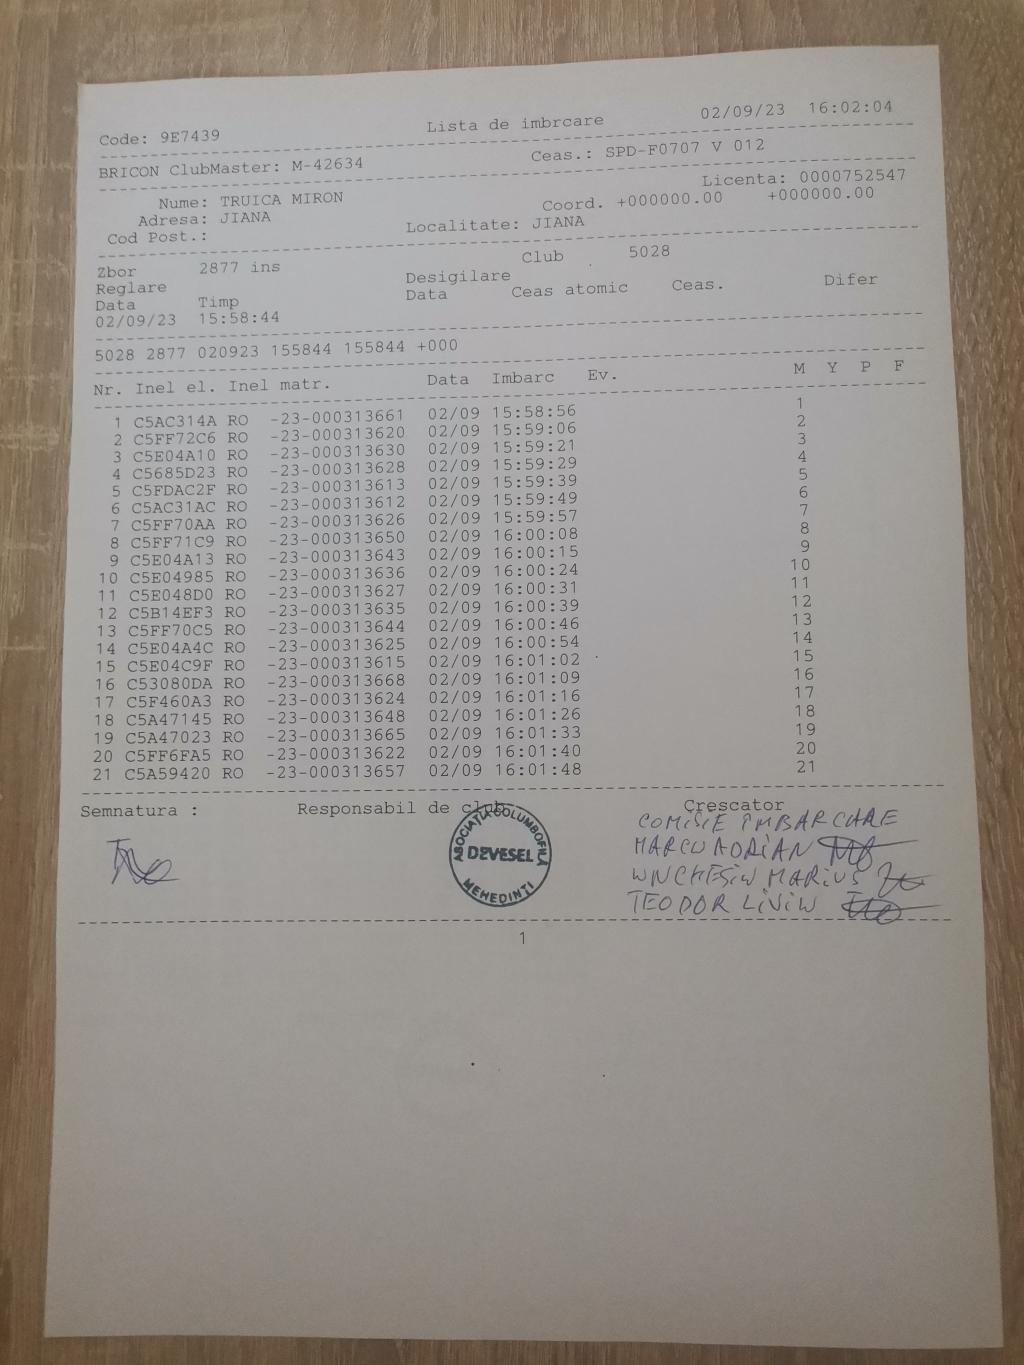 Code: 9E7439 Lista de imbrcare 02/09/23 16:02:04
BRICON ClubMaster: M-42634 Ceas.: SPD-F0707 V 012
Licenta: 0000752547
Nume: TRUICA MIRON Coord. +000000.00 +000000.00
Adresa: JIANA
Cod Post.: Localitate: JIANA
Zbor 2877 ins Club 5028
Reglare Desigilare
Data Timp Data Ceas atomic Ceas. Difer
02/09/23 15:58:44
5028 2877 020923 155844 155844 +000
Nr. Inel el. Inel matr. Data Imbarc Ev. M Y P F
1 C5AC314A RO -23-000313661 02/09 15:58:56 1
2 C5FF72C6 RO -23-000313620 02/09 15:59:06 2
3 C5E04A10 RO -23-000313630 02/09 15:59:21 3
4 C5685D23 RO -23-000313628 02/09 15:59:29 4
5 C5FDAC2F RO -23-000313613 02/09 15:59:39 5
6 C5AC31AC RO -23-000313612 02/09 15:59:49 6
7 C5FF70AA RO -23-000313626 02/09 15:59:57 7
8 C5FF71C9 RO -23-000313650 02/09 16:00:08 8
9 C5E04A13 RO -23-000313643 02/09 16:00:15 9
10 C5E04985 RO -23-000313636 02/09 16:00:24 10
11 C5E048D0 RO -23-000313627 02/09 16:00:31 11
12 C5B14EF3 RO -23-000313635 02/09 16:00:39 12
13 C5FF70C5 RO -23-000313644 02/09 16:00:46 13
14 C5E04A4C RO -23-000313625 02/09 16:00:54 14
15 C5E04C9F RO -23-000313615 02/09 16:01:02 15
16 C53080DA RO -23-000313668 02/09 16:01:09 16
17 C5F460A3 RO -23-000313624 02/09 16:01:16 17
18 C5A47145 RO -23-000313648 02/09 16:01:26 18
19 C5A47023 RO -23-000313665 02/09 16:01:33 19
20 C5FF6FA5 RO -23-000313622 02/09 16:01:40 20
21 C5A59420 RO -23-000313657 02/09 16:01:48 21
Semnatura : Responsabil de club Crescator
ASOCIATIA COLUMBOFILA
DEVESEL
MEHEDINTI
COMISIE IMBARCARE
MARCU ADRIAN
MARIUS
TEODOR LIVIU
1